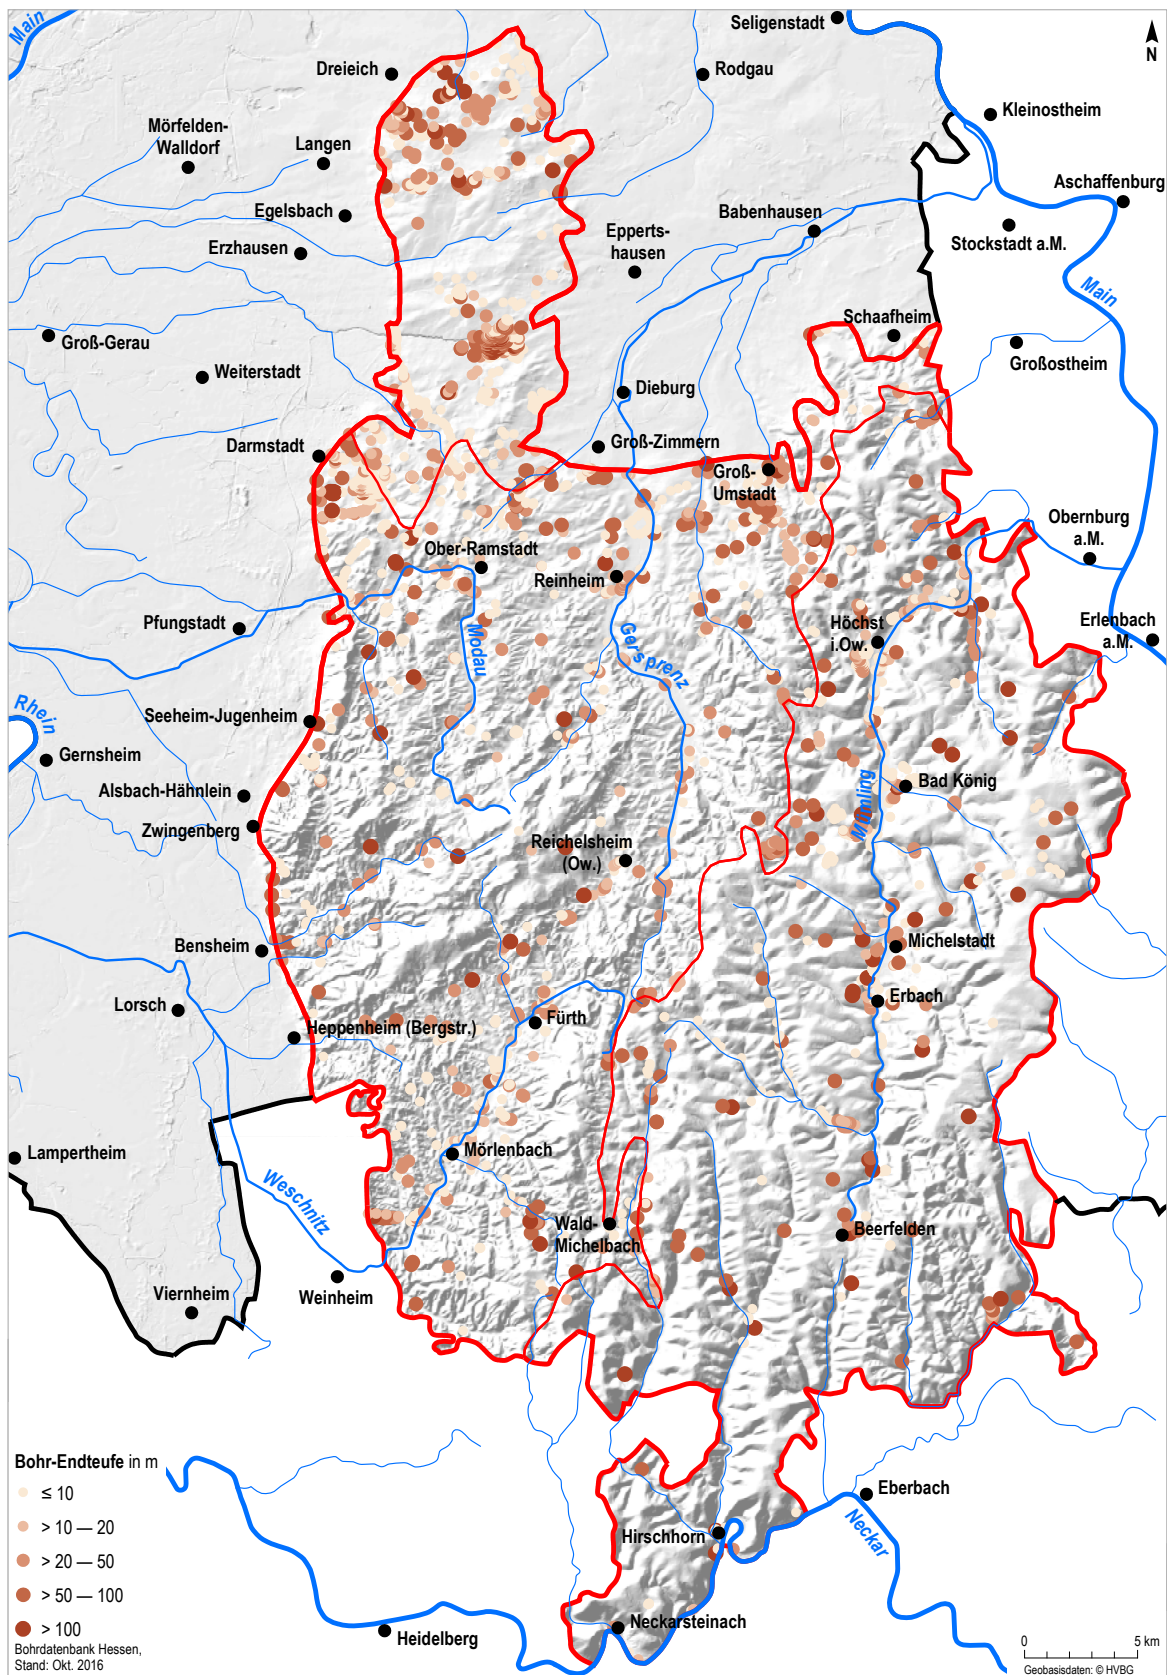 Main
Seligenstadt
N
Dreieich
Rodgau
Kleinostheim
Mörfelden-
Walldorf
Langen
Aschaffenburg
Egelsbach
Babenhausen
Epperts-
hausen
Stockstadt a.M.
Erzhausen
Main
Schaafheim
Groß-Gerau
Großostheim
Weiterstadt
Dieburg
Darmstadt
Groß-Zimmern
Groß-
Umstadt
Obernburg
a.M.
Ober-Ramstadt
Reinheim
Pfungstadt
Modau
Gersprenz
Höchst
i.Ow.
Erlenbach
a.M.
Rhein
Seeheim-Jugenheim
Gernsheim
Alsbach-Hähnlein
Bad König
Mümling
Zwingenberg
Reichelsheim
(Ow.)
Bensheim
Michelstadt
Lorsch
Erbach
Heppenheim (Bergstr.)
Fürth
Lampertheim
Mörlenbach
Weschnitz
Wald-
Michelbach
Beerfelden
Viernheim
Weinheim
Eberbach
Neckar
Hirschhorn
Neckarsteinach
Heidelberg
Bohr-Endteufe in m
≤ 10
> 10 — 20
> 20 — 50
> 50 — 100
> 100
Bohrdatenbank Hessen,
Stand: Okt. 2016
0 5 km
Geobasisdaten: © HVBG